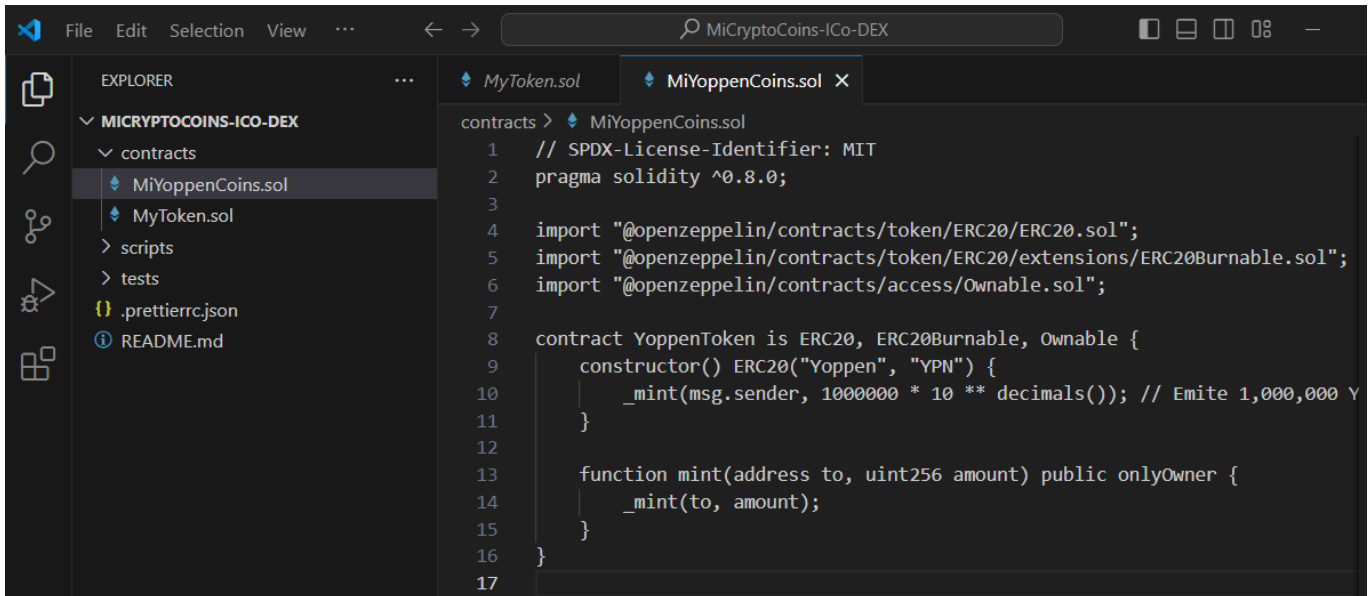 File Edit Selection View ··· ← → MiCryptoCoins-ICo-DEX
EXPLORER ···
MICRYPTOCOINS-ICO-DEX
contracts
MiYoppenCoins.sol
MyToken.sol
scripts
tests
{} .prettierrc.json
README.md
MyToken.sol MiYoppenCoins.sol ×
contracts > MiYoppenCoins.sol
1 // SPDX-License-Identifier: MIT
2 pragma solidity ^0.8.0;
3
4 import "@openzeppelin/contracts/token/ERC20/ERC20.sol";
5 import "@openzeppelin/contracts/token/ERC20/extensions/ERC20Burnable.sol";
6 import "@openzeppelin/contracts/access/Ownable.sol";
7
8 contract YoppenToken is ERC20, ERC20Burnable, Ownable {
9     constructor() ERC20("Yoppen", "YPN") {
10         _mint(msg.sender, 1000000 * 10 ** decimals()); // Emite 1,000,000 Y
11     }
12
13     function mint(address to, uint256 amount) public onlyOwner {
14         _mint(to, amount);
15     }
16 }
17